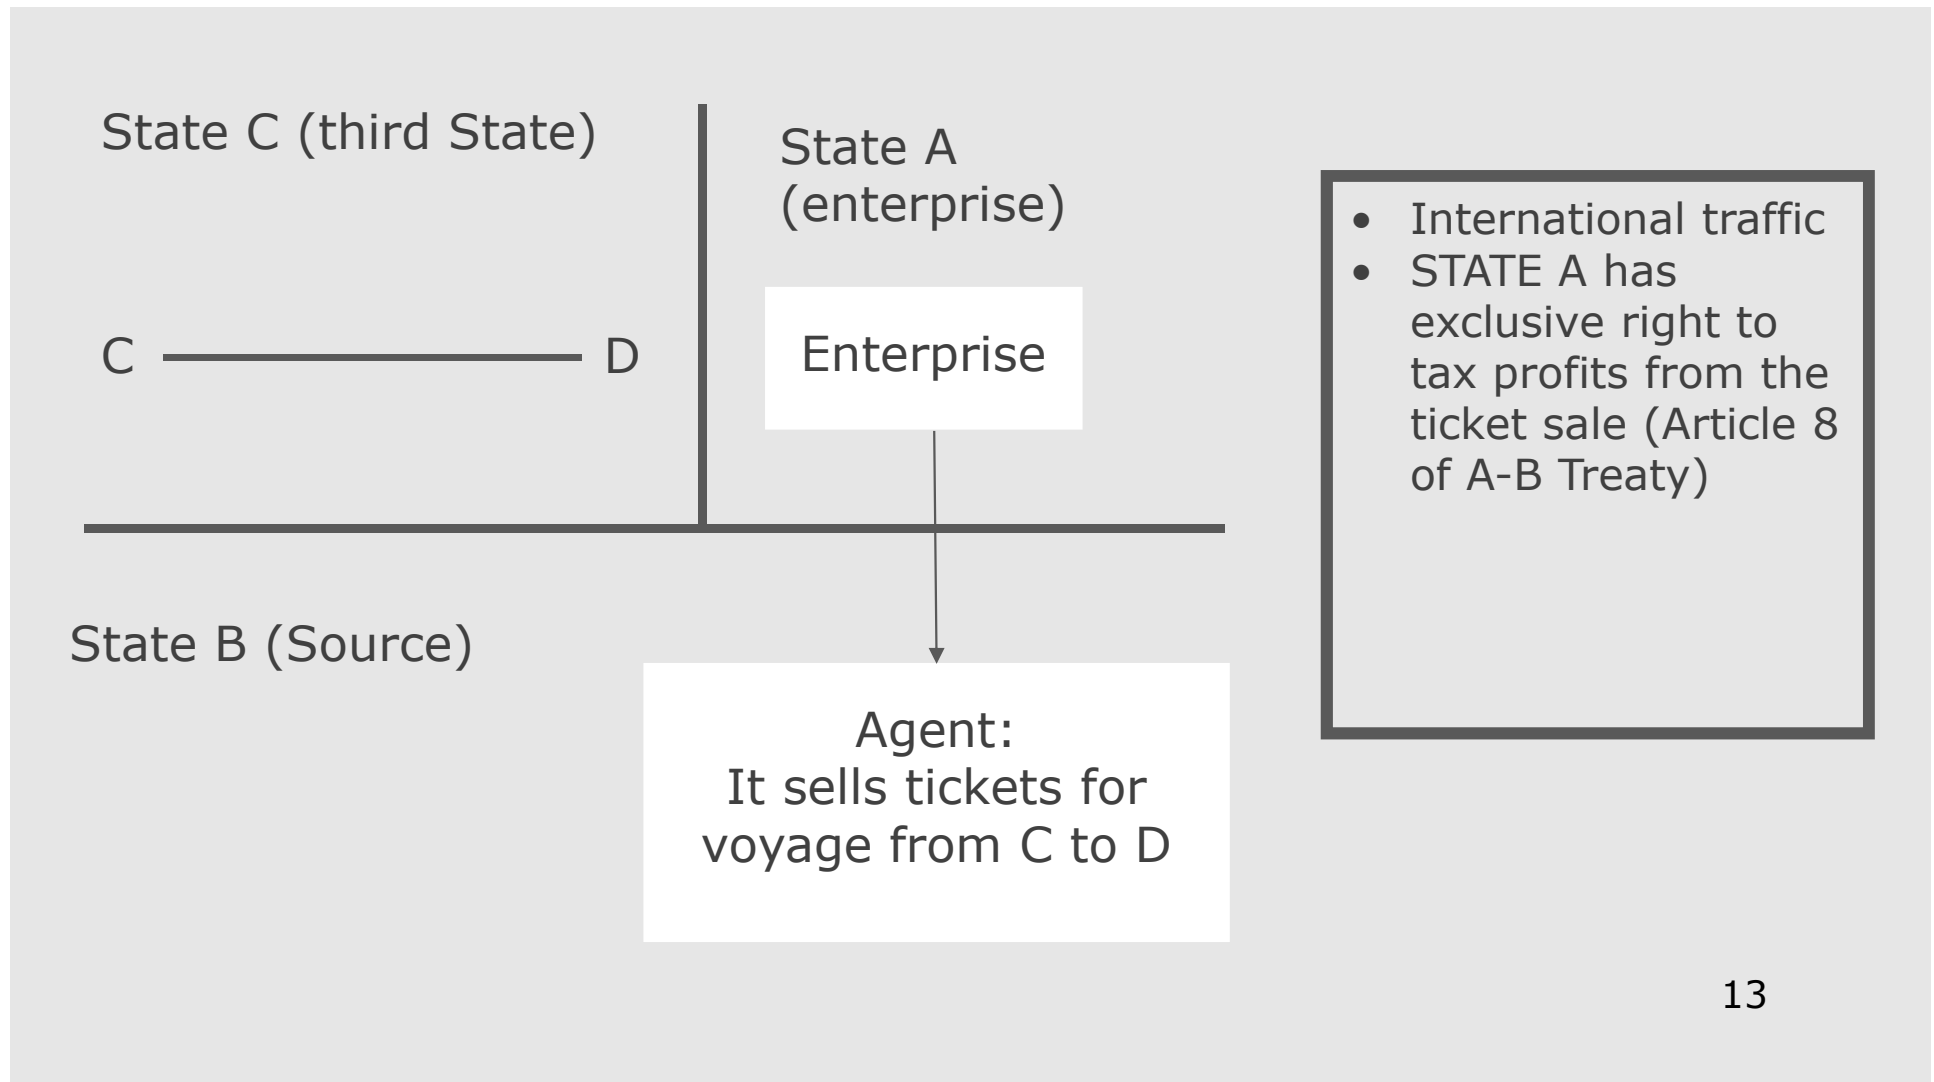 State C (third State)
C
D
State A
(enterprise)
Enterprise
State B (Source)
Agent:
It sells tickets for
voyage from C to D
• International traffic
• STATE A has
exclusive right to
tax profits from the
ticket sale (Article 8
of A-B Treaty)
13